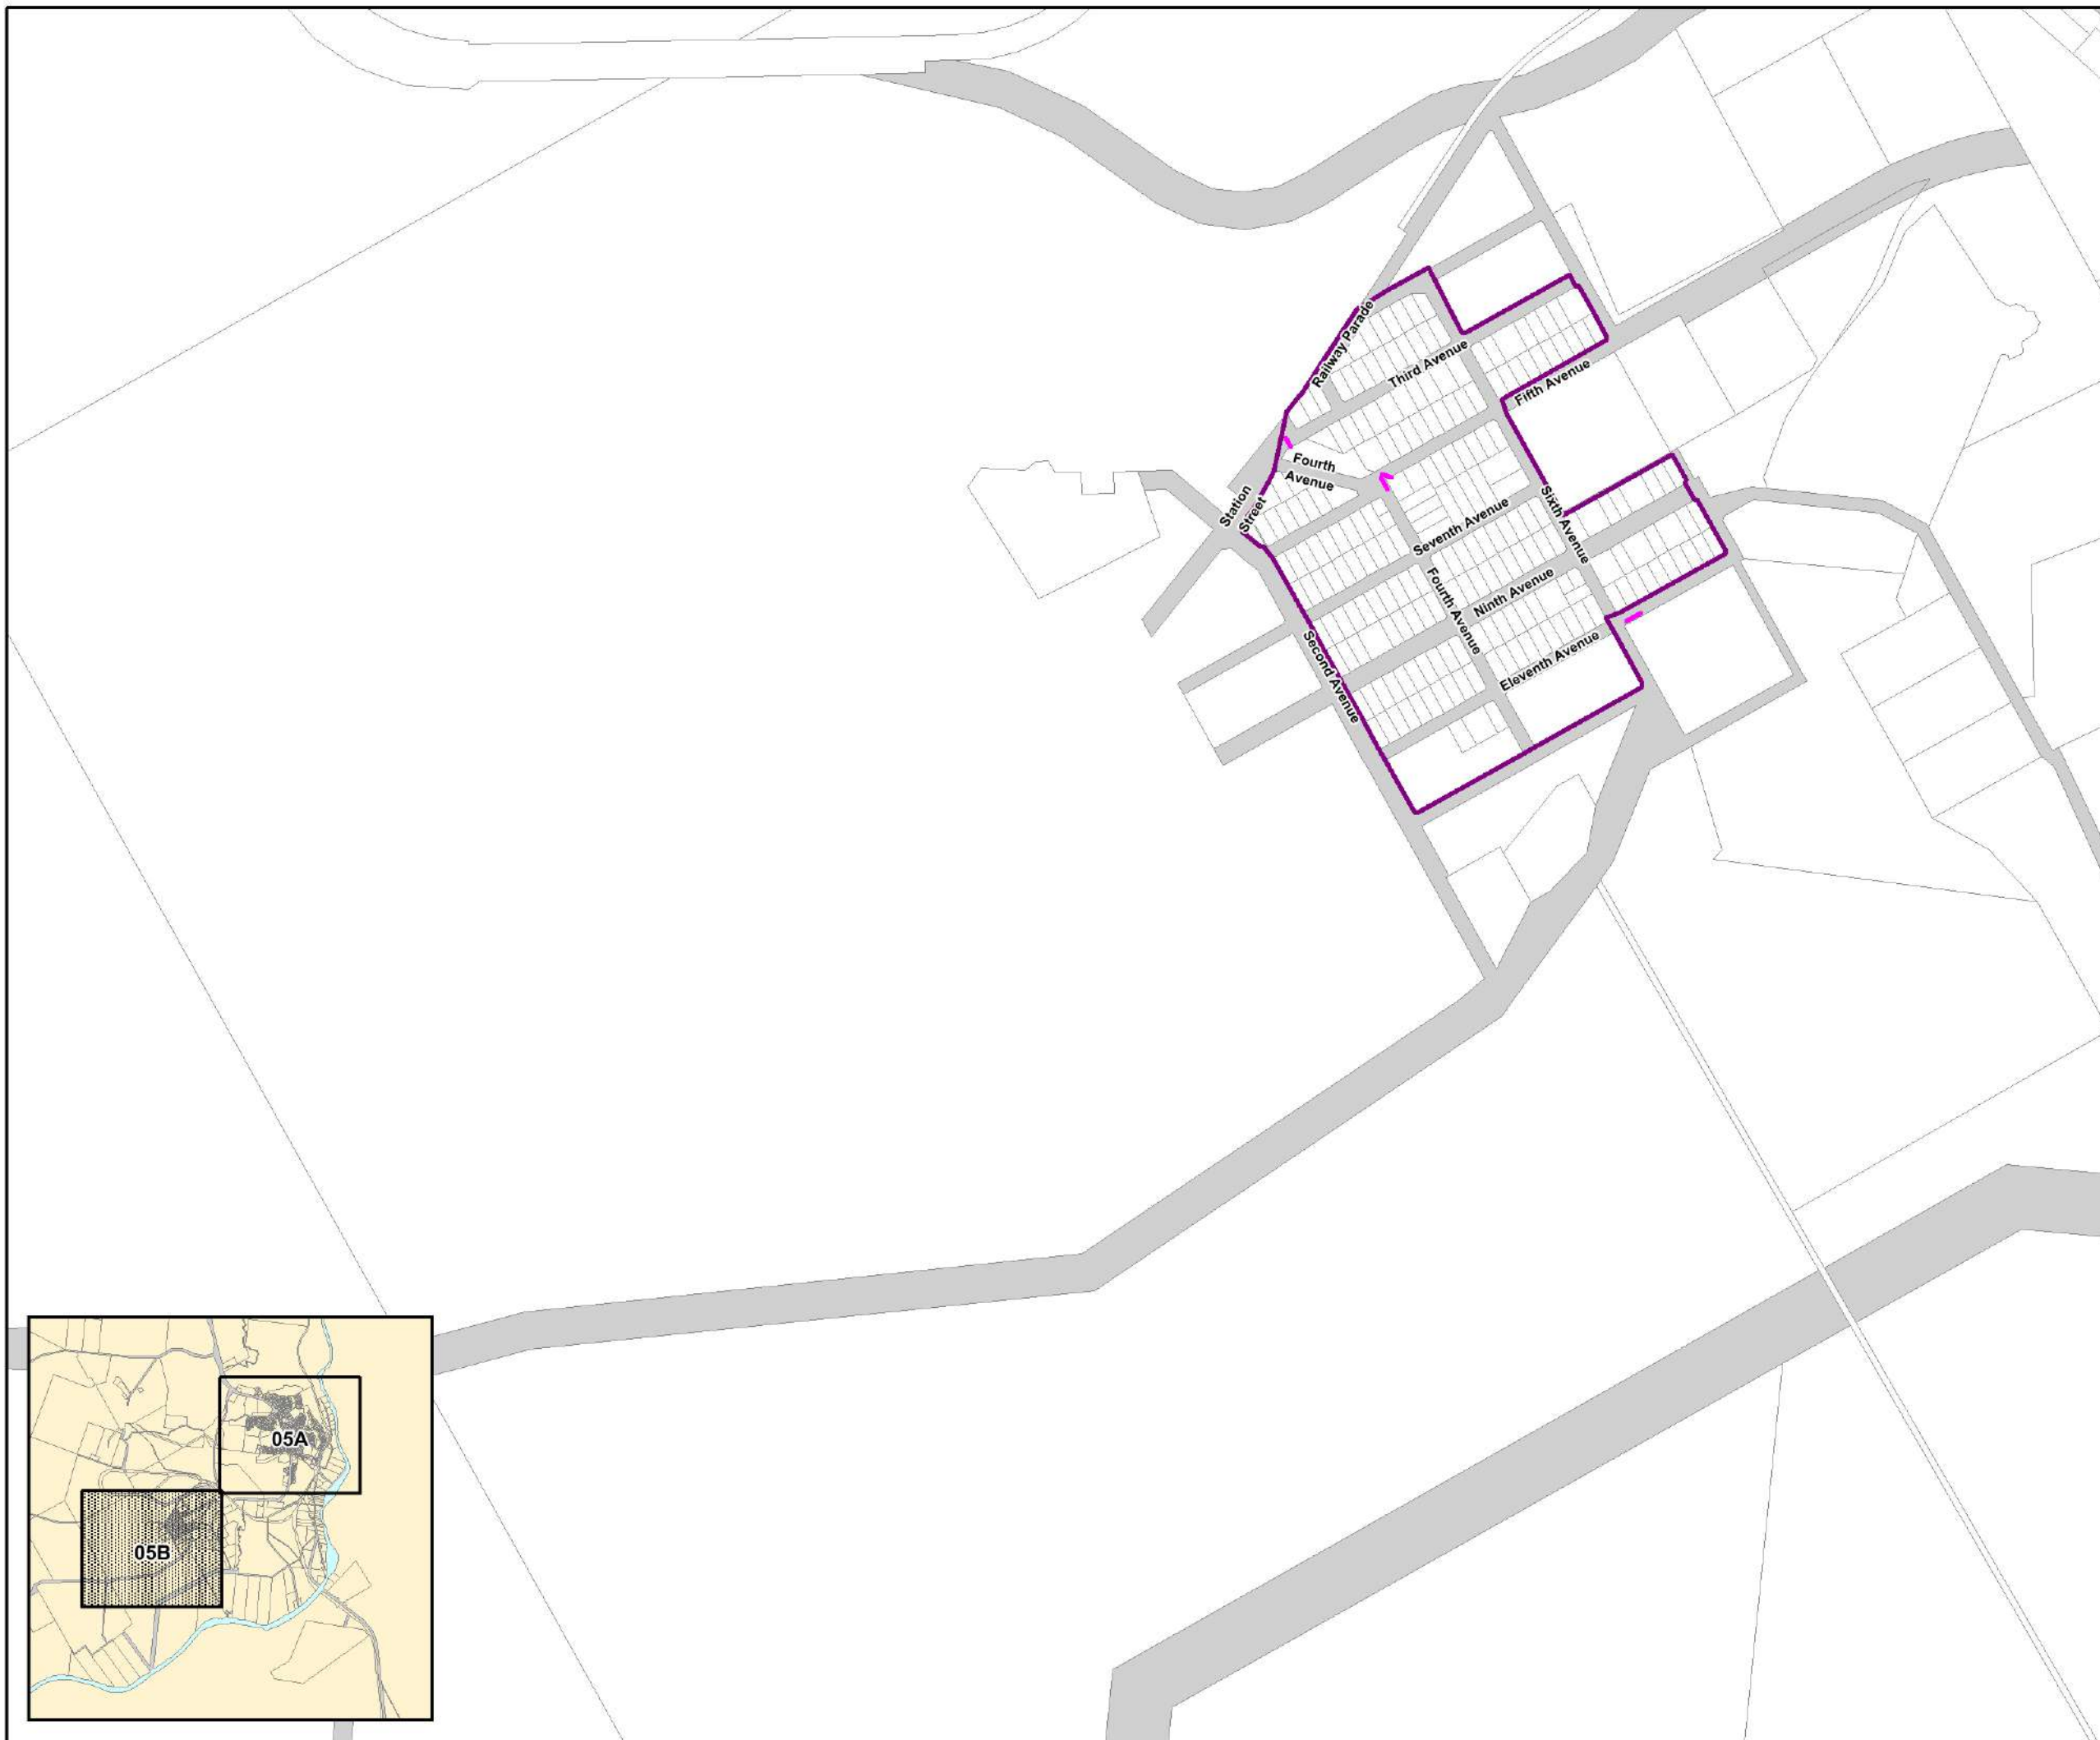 Railway Parade
Third Avenue
Fifth Avenue
Fourth
Avenue
Station
Street
Sixth Avenue
Seventh Avenue
Ninth Avenue
Fourth Avenue
Eleventh Avenue
Second Avenue
05A
05B